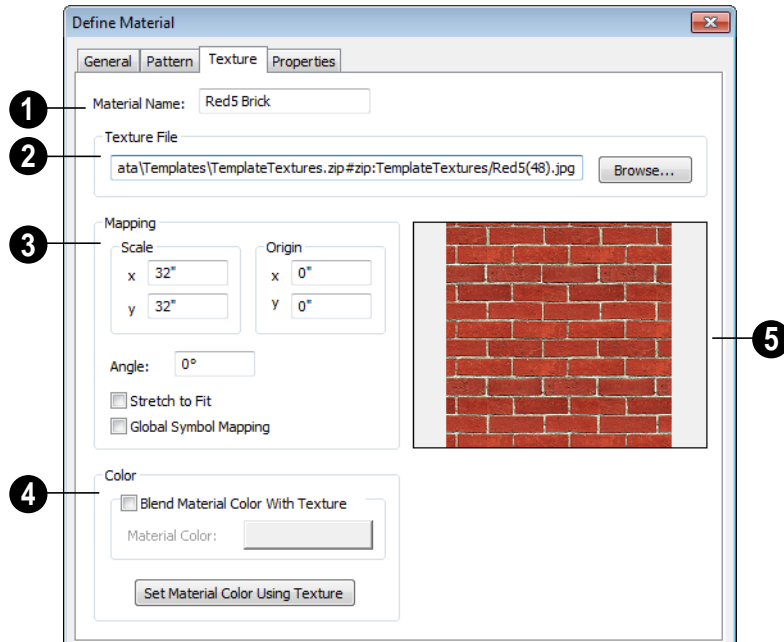 Define Material
General Pattern Texture Properties
1 Material Name: Red5 Brick
2 Texture File
ata\Templates\TemplateTextures.zip#zip:TemplateTextures/Red5(48).jpg Browse...
3 Mapping
Scale Origin
x 32" x 0"
y 32" y 0"
5
Angle: 0°
Stretch to Fit
Global Symbol Mapping
4 Color
Blend Material Color With Texture
Material Color:
Set Material Color Using Texture